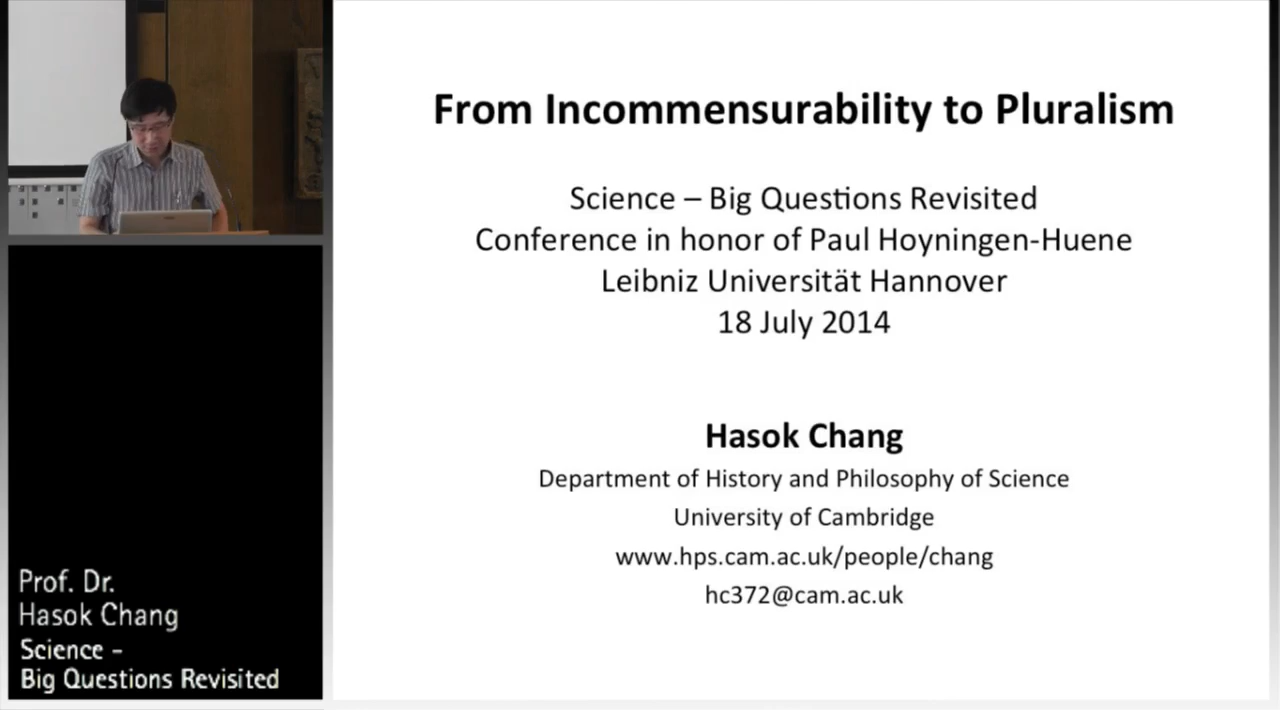 From Incommensurability to Pluralism
Science – Big Questions Revisited
Conference in honor of Paul Hoyningen-Huene
Leibniz Universität Hannover
18 July 2014
Hasok Chang
Department of History and Philosophy of Science
University of Cambridge
www.hps.cam.ac.uk/people/chang
hc372@cam.ac.uk
Prof. Dr.
Hasok Chang
Science –
Big Questions Revisited